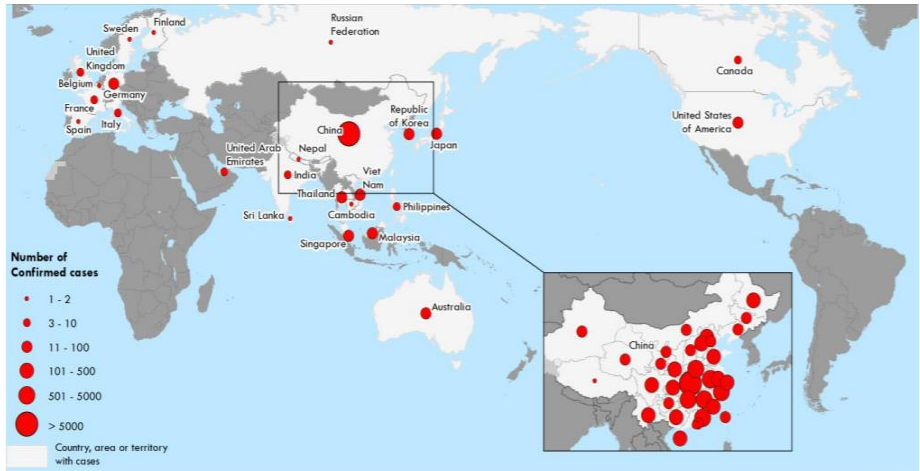 Sweden
Finland
Russian
Federation
United
Kingdom
Belgium
Germany
France
Spain
Italy
China
Republic
of Korea
Japan
Canada
United States
of America
United Arab
Emirates
Nepal
India
Viet
Nam
Thailand
Cambodia
Philippines
Sri Lanka
Singapore
Malaysia
Australia
China
Number of
Confirmed cases
1 - 2
3 - 10
11 - 100
101 - 500
501 - 5000
> 5000
Country, area or territory
with cases